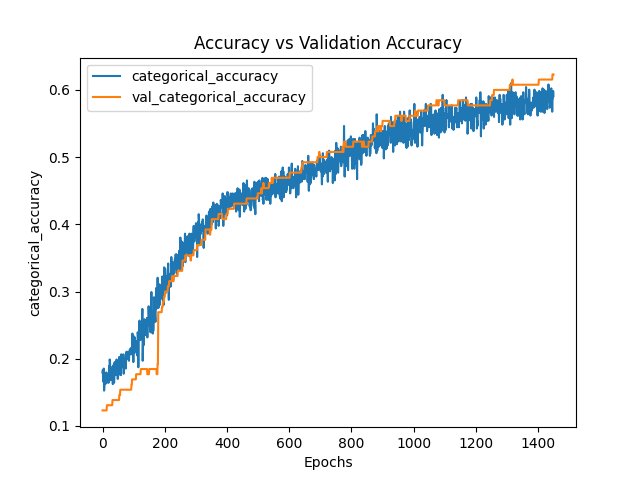 Accuracy vs Validation Accuracy
categorical_accuracy
val_categorical_accuracy
categorical_accuracy
0.6
0.5
0.4
0.3
0.2
0.1
0 200 400 600 800 1000 1200 1400
Epochs